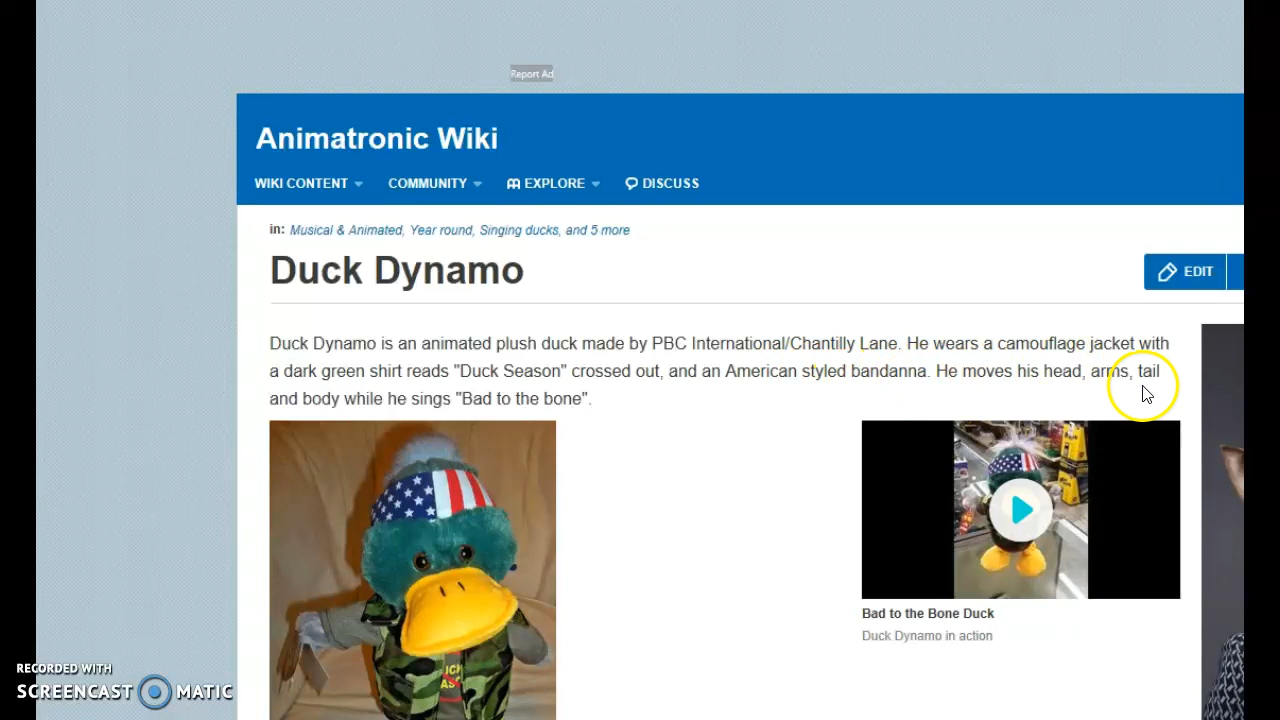 Report Ad
Animatronic Wiki
WIKI CONTENT COMMUNITY EXPLORE DISCUSS
in: Musical & Animated, Year round, Singing ducks, and 5 more
Duck Dynamo
EDIT
Duck Dynamo is an animated plush duck made by PBC International/Chantilly Lane. He wears a camouflage jacket with
a dark green shirt reads "Duck Season" crossed out, and an American styled bandanna. He moves his head, arms, tail
and body while he sings "Bad to the bone".
Bad to the Bone Duck
Duck Dynamo in action
RECORDED WITH
SCREENCAST MATIC